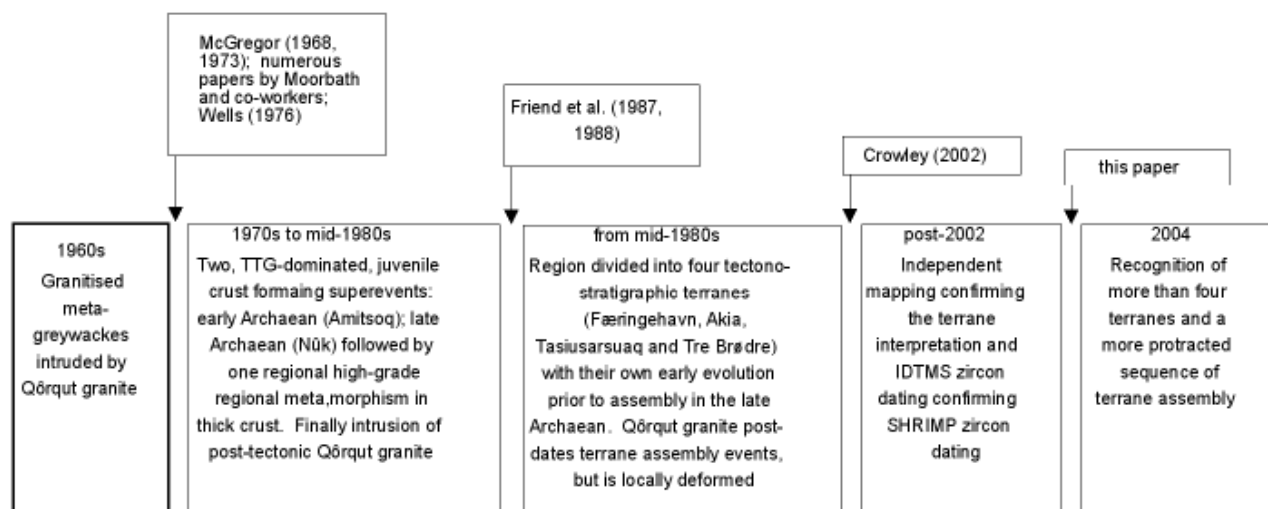 McGregor (1968,
1973); numerous
papers by Moorbath
and co-workers;
Wells (1976)
Friend et al. (1987,
1988)
Crowley (2002)
this paper
1960s
Granitised
meta-
greywackes
intruded by
Qôrqut granite
1970s to mid-1980s
Two, TTG-dominated, juvenile
crust formaing superevents:
early Archaean (Amitsoq); late
Archaean (Nûk) followed by
one regional high-grade
regional meta,morphism in
thick crust. Finally intrusion of
post-tectonic Qôrqut granite
from mid-1980s
Region divided into four tectono-
stratigraphic terranes
(Færingehavn, Akia,
Tasiusarsuaq and Tre Brødre)
with their own early evolution
prior to assembly in the late
Archaean. Qôrqut granite post-
dates terrane assembly events,
but is locally deformed
post-2002
Independent
mapping confirming
the terrane
interpretation and
IDTMS zircon
dating confirming
SHRIMP zircon
dating
2004
Recognition of
more than four
terranes and a
more protracted
sequence of
terrane assembly